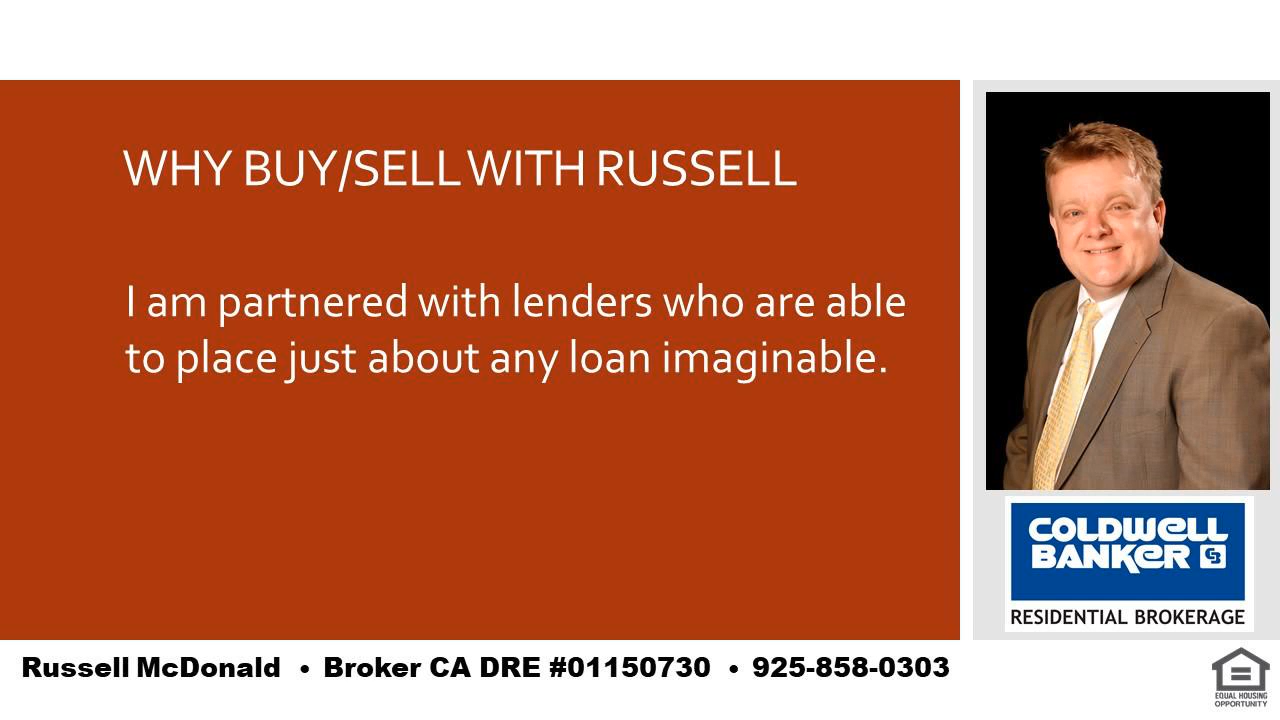 WHY BUY/SELL WITH RUSSELL
I am partnered with lenders who are able
to place just about any loan imaginable.
COLDWELL
BANKER CB
RESIDENTIAL BROKERAGE
Russell McDonald • Broker CA DRE #01150730 • 925-858-0303
EQUAL HOUSING
OPPORTUNITY